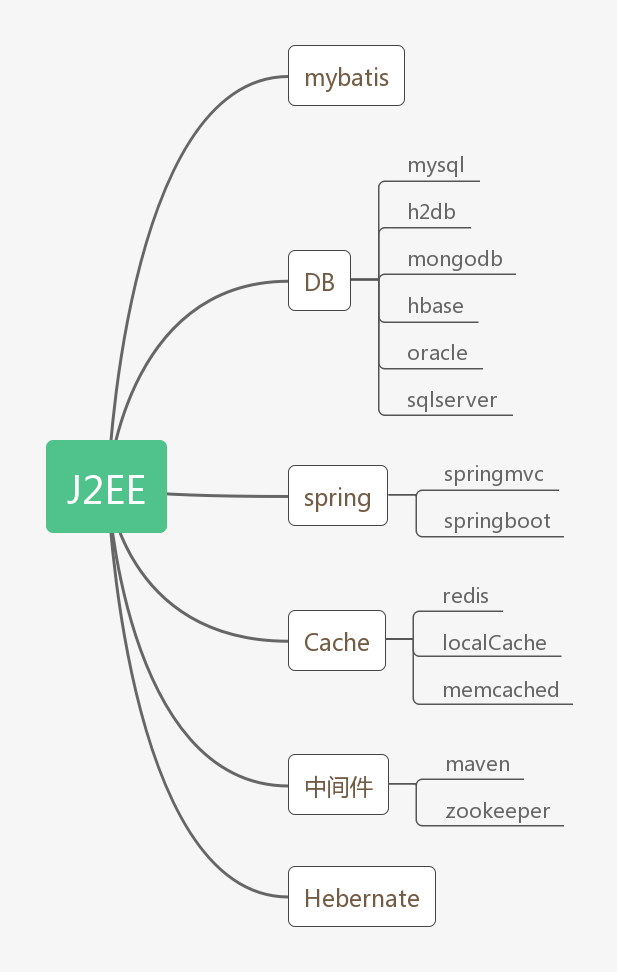 J2EE
mybatis
DB
mysql
h2db
mongodb
hbase
oracle
sqlserver
spring
springmvc
springboot
Cache
redis
localCache
memcached
中间件
maven
zookeeper
Hebernate